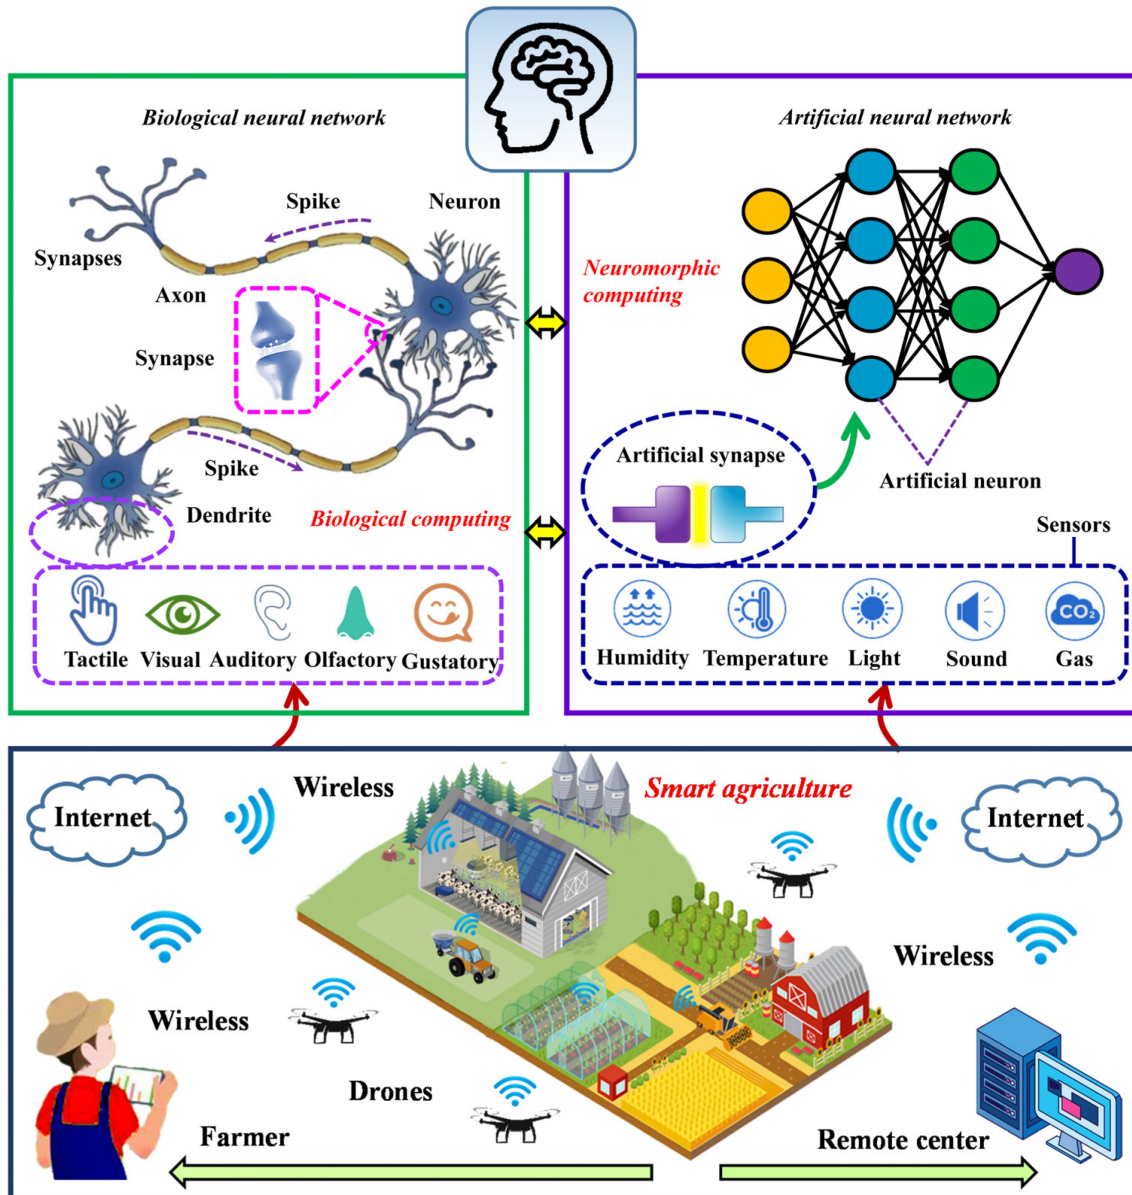 Biological neural network
Spike
Neuron
Synapses
Axon
Synapse
Spike
Dendrite
Biological computing
Tactile
Visual
Auditory
Olfactory
Gustatory
Artificial neural network
Neuromorphic
computing
Artificial synapse
Artificial neuron
Sensors
CO2
Humidity
Temperature
Light
Sound
Gas
Internet
Wireless
Smart agriculture
Internet
Wireless
Wireless
Drones
Farmer
Remote center